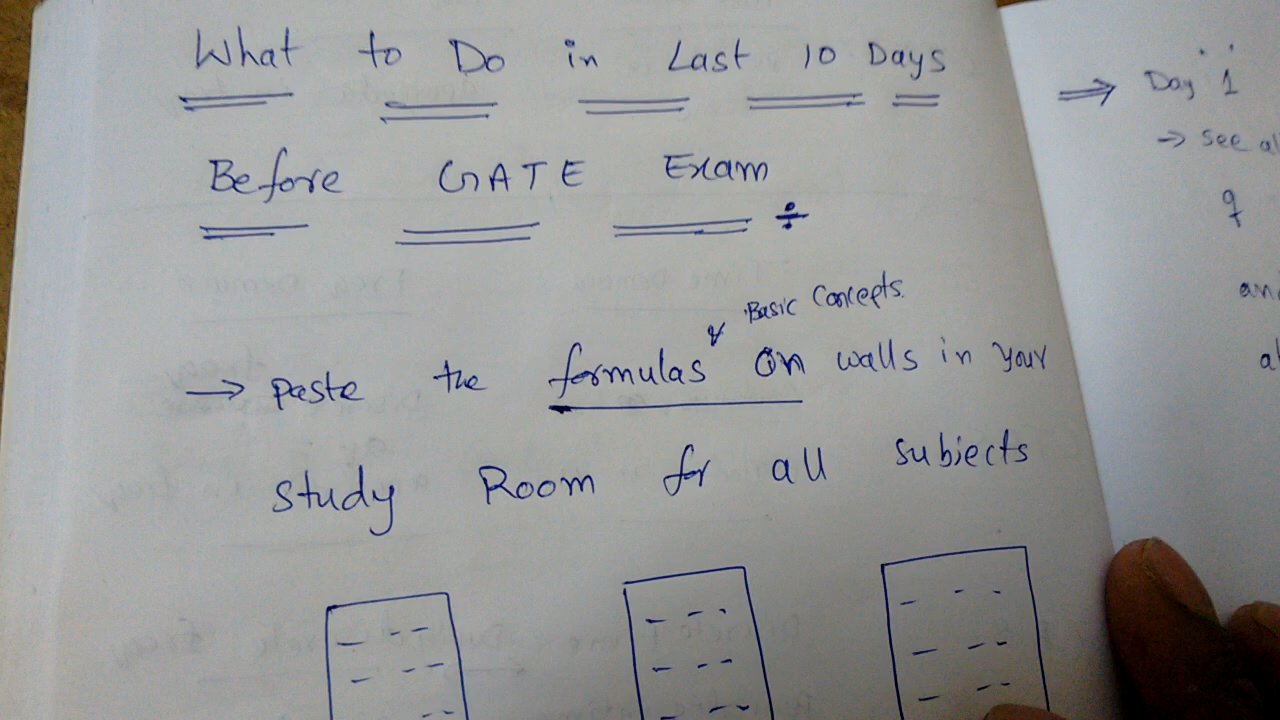 What to Do in Last 10 Days
Before GATE Exam ÷
& Basic Concepts.
→ Paste the formulas on walls in your
study Room for all subjects
⇒ Day 1
→ See